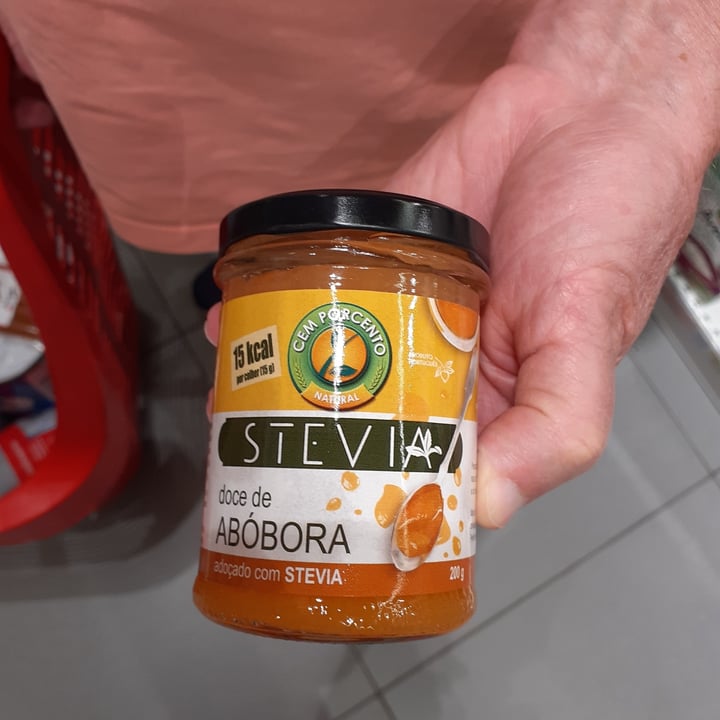 15 kcal
por colher (15 g)
CEM PORCENTO
NATURAL
STEVIA
doce de
ABÓBORA
adoçado com STEVIA
200 g